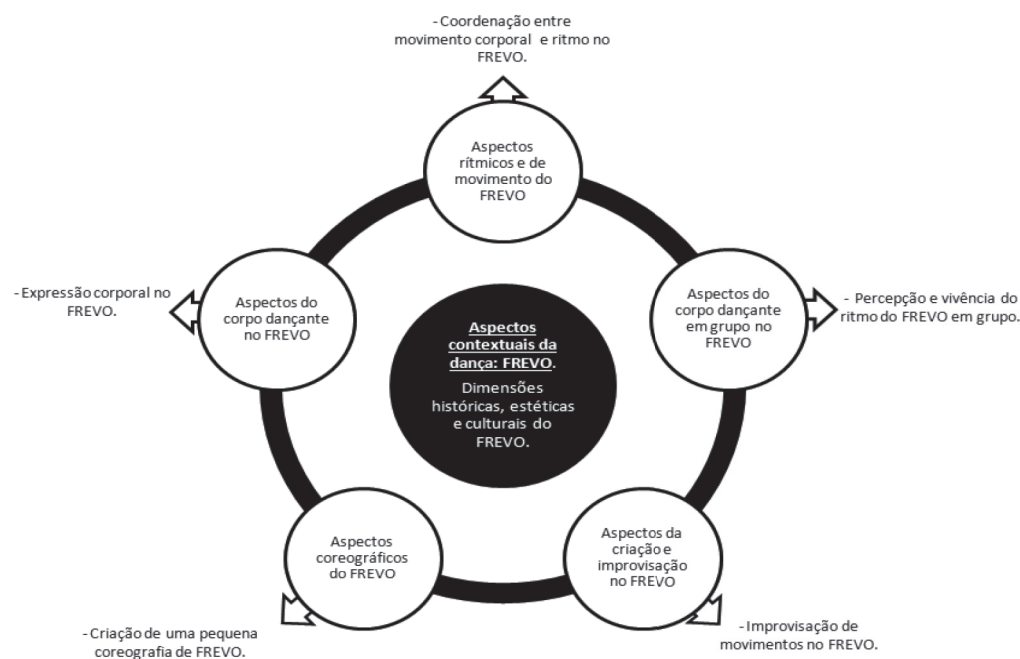 - Coordenação entre
movimento corporal e ritmo no
FREVO.
Aspectos
rítmicos e de
movimento do
FREVO
- Expressão corporal no
FREVO.
Aspectos do
corpo dançante
no FREVO
Aspectos
contextuais da
dança: FREVO.
Dimensões
históricas, estéticas
e culturais do
FREVO.
Aspectos do
corpo dançante
em grupo no
FREVO
- Percepção e vivência do
ritmo do FREVO em grupo.
Aspectos
coreográficos
do FREVO
- Criação de uma pequena
coreografia de FREVO.
Aspectos da
criação e
improvisação
no FREVO
- Improvisação de
movimentos no FREVO.